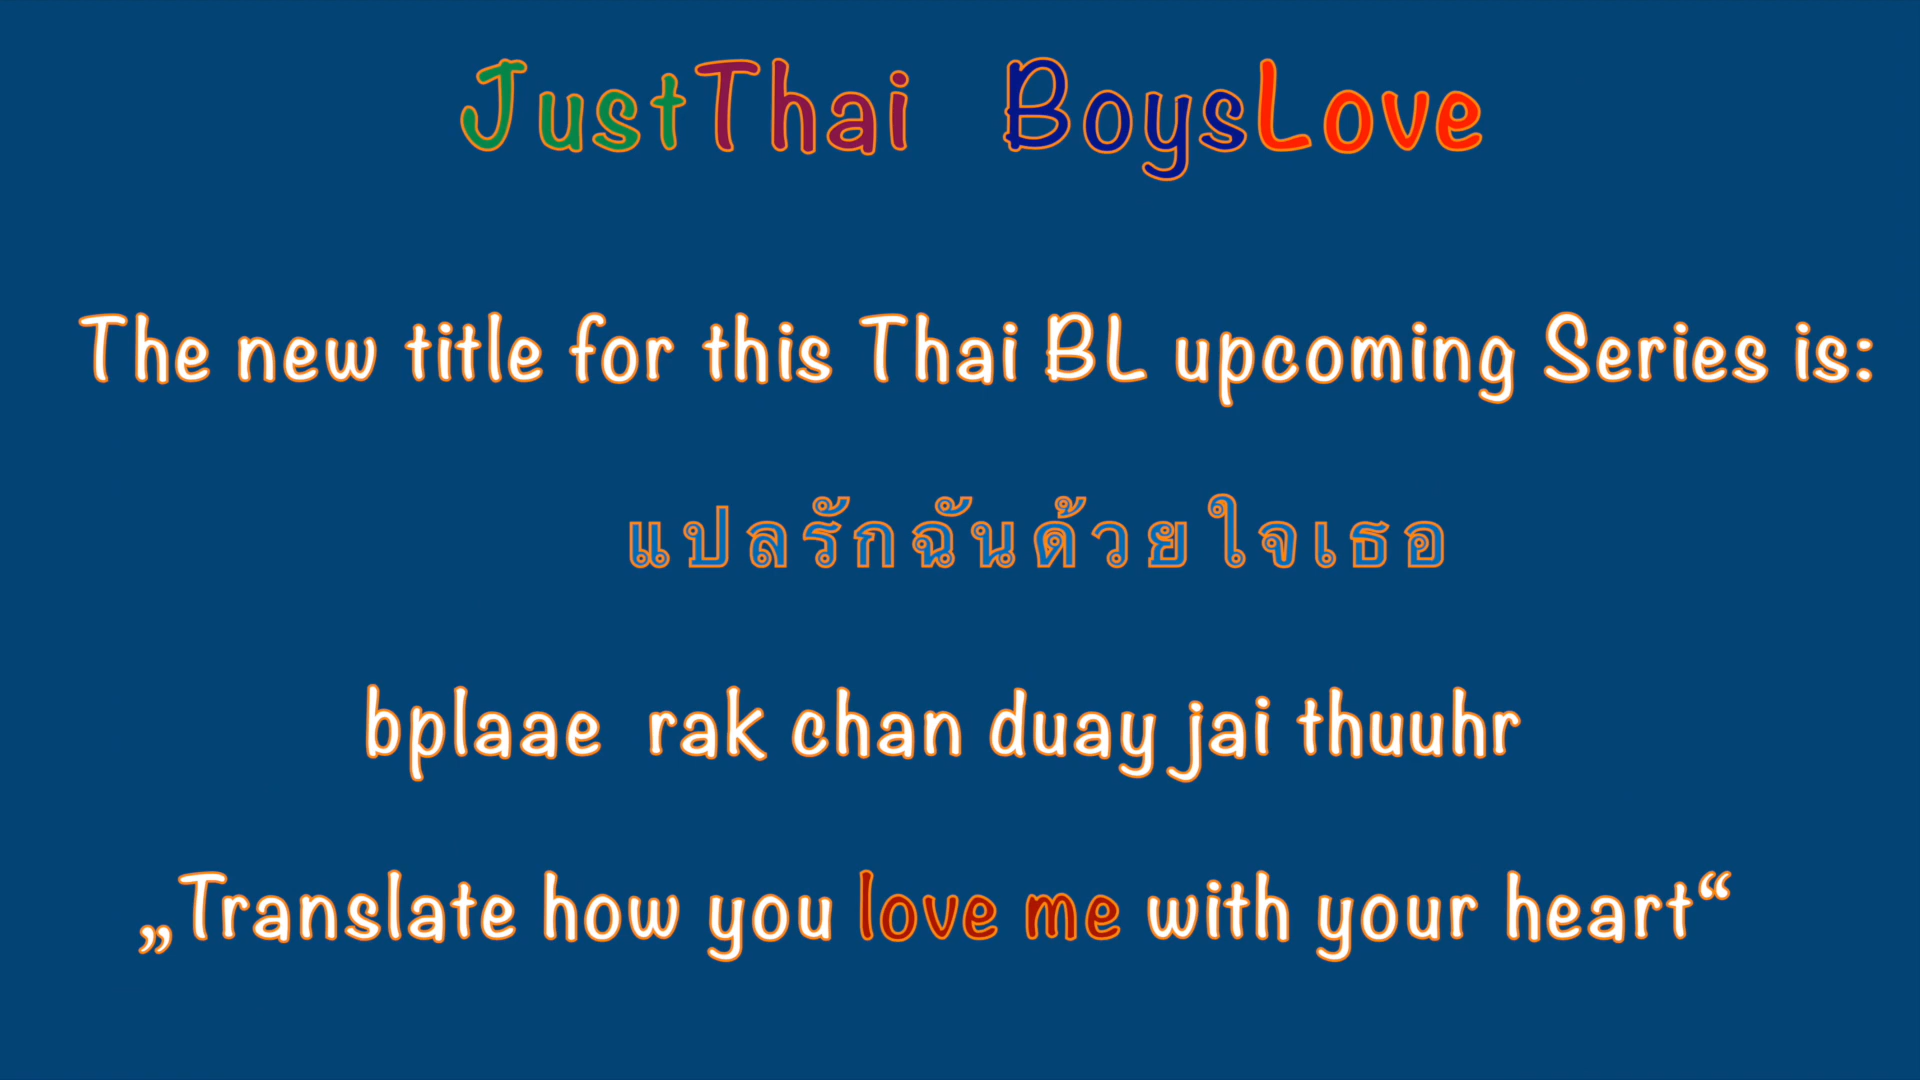 JustThai BoysLove
The new title for this Thai BL upcoming Series is:
แปลรักฉันด้วยใจเธอ
bplaae rak chan duay jai thuuhr
„Translate how you love me with your heart“